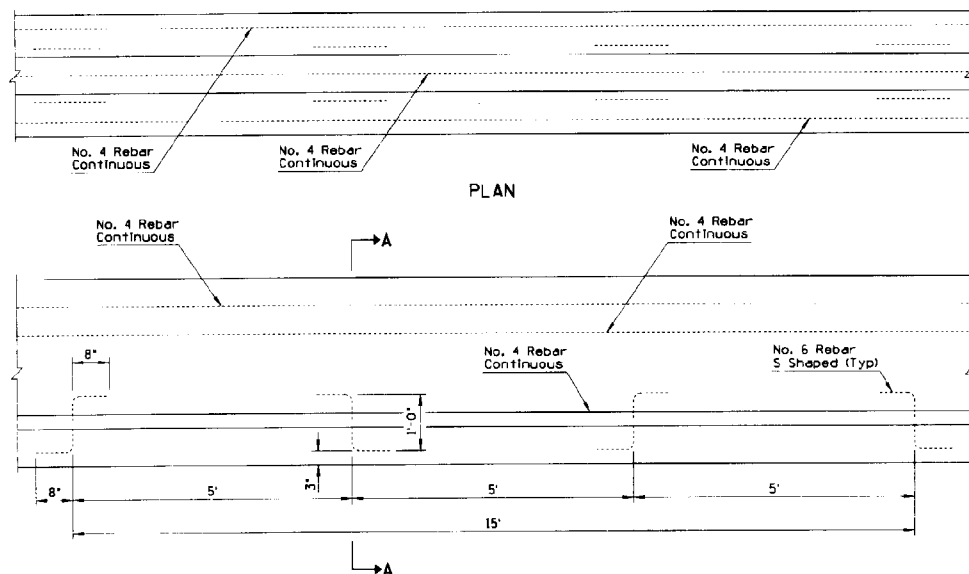 No. 4 Rebar
Continuous
No. 4 Rebar
Continuous
No. 4 Rebar
Continuous
PLAN
No. 4 Rebar
Continuous
A
No. 4 Rebar
Continuous
8"
No. 4 Rebar
Continuous
No. 6 Rebar
S Shaped (Typ)
1'-0"
3"
8"
5'
5'
5'
15'
A